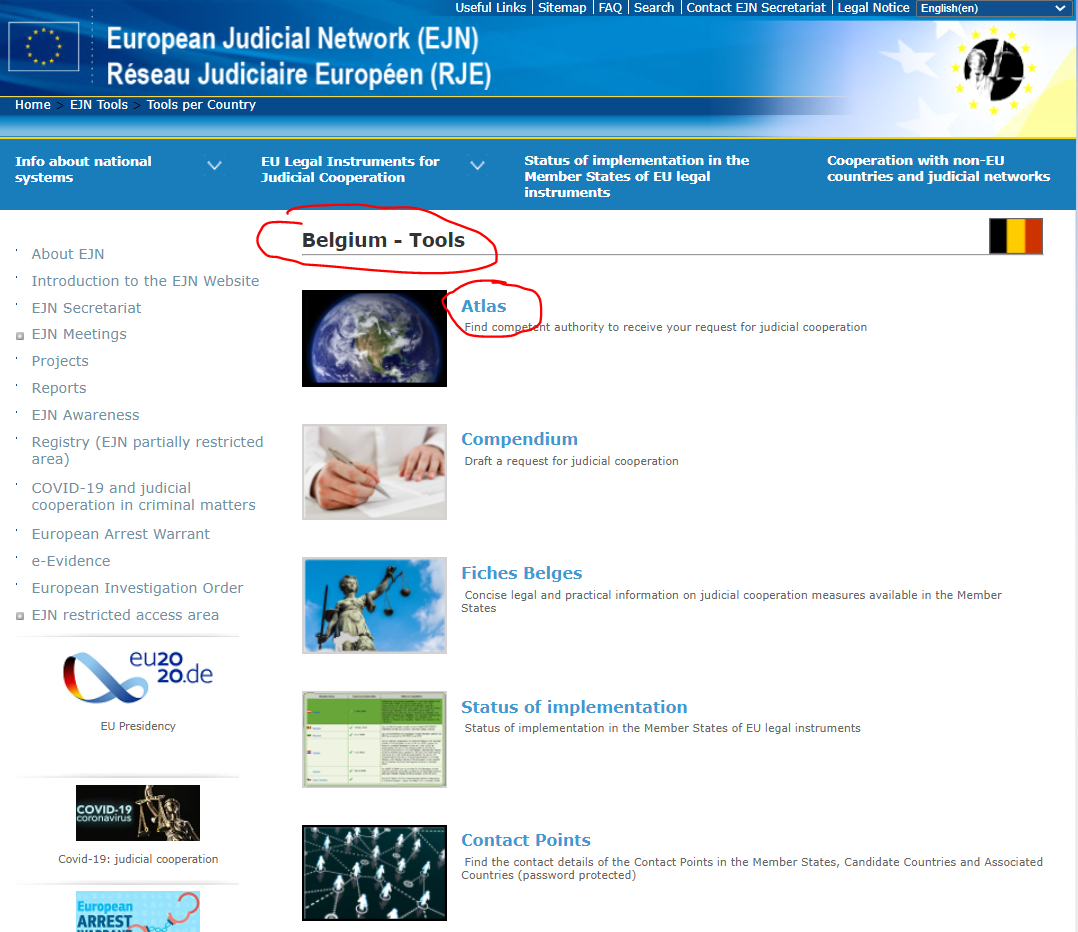 Useful Links | Sitemap | FAQ | Search | Contact EJN Secretariat | Legal Notice
English(en)
European Judicial Network (EJN)
Réseau Judiciaire Européen (RJE)
Home > EJN Tools > Tools per Country
Info about national
systems
EU Legal Instruments for
Judicial Cooperation
Status of implementation in the
Member States of EU legal
instruments
Cooperation with non-EU
countries and judicial networks
About EJN
Introduction to the EJN Website
EJN Secretariat
EJN Meetings
Projects
Reports
EJN Awareness
Registry (EJN partially restricted
area)
COVID-19 and judicial
cooperation in criminal matters
European Arrest Warrant
e-Evidence
European Investigation Order
EJN restricted access area
eu20
20.de
EU Presidency
COVID-19
coronavirus
Covid-19: judicial cooperation
European
ARREST
Belgium - Tools
Atlas
Find competent authority to receive your request for judicial cooperation
Compendium
Draft a request for judicial cooperation
Fiches Belges
Concise legal and practical information on judicial cooperation measures available in the Member
States
Status of implementation
Status of implementation in the Member States of EU legal instruments
Contact Points
Find the contact details of the Contact Points in the Member States, Candidate Countries and Associated
Countries (password protected)